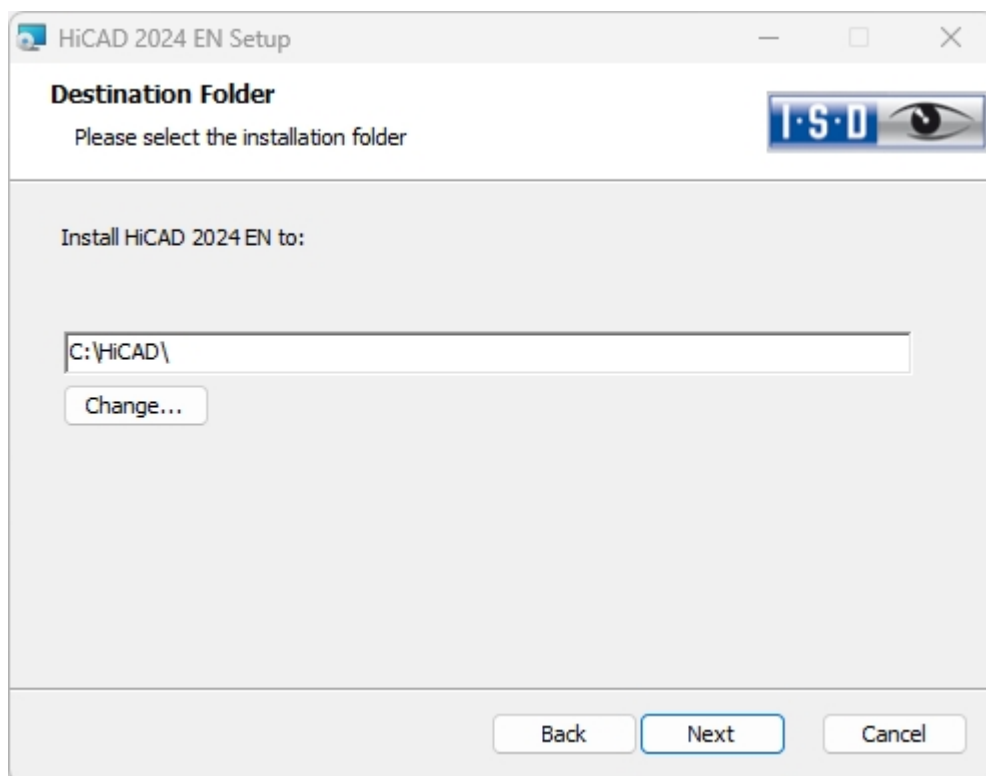 HiCAD 2024 EN Setup
Destination Folder
Please select the installation folder
I·S·D
Install HiCAD 2024 EN to:
C:\HiCAD\
Change...
Back Next Cancel